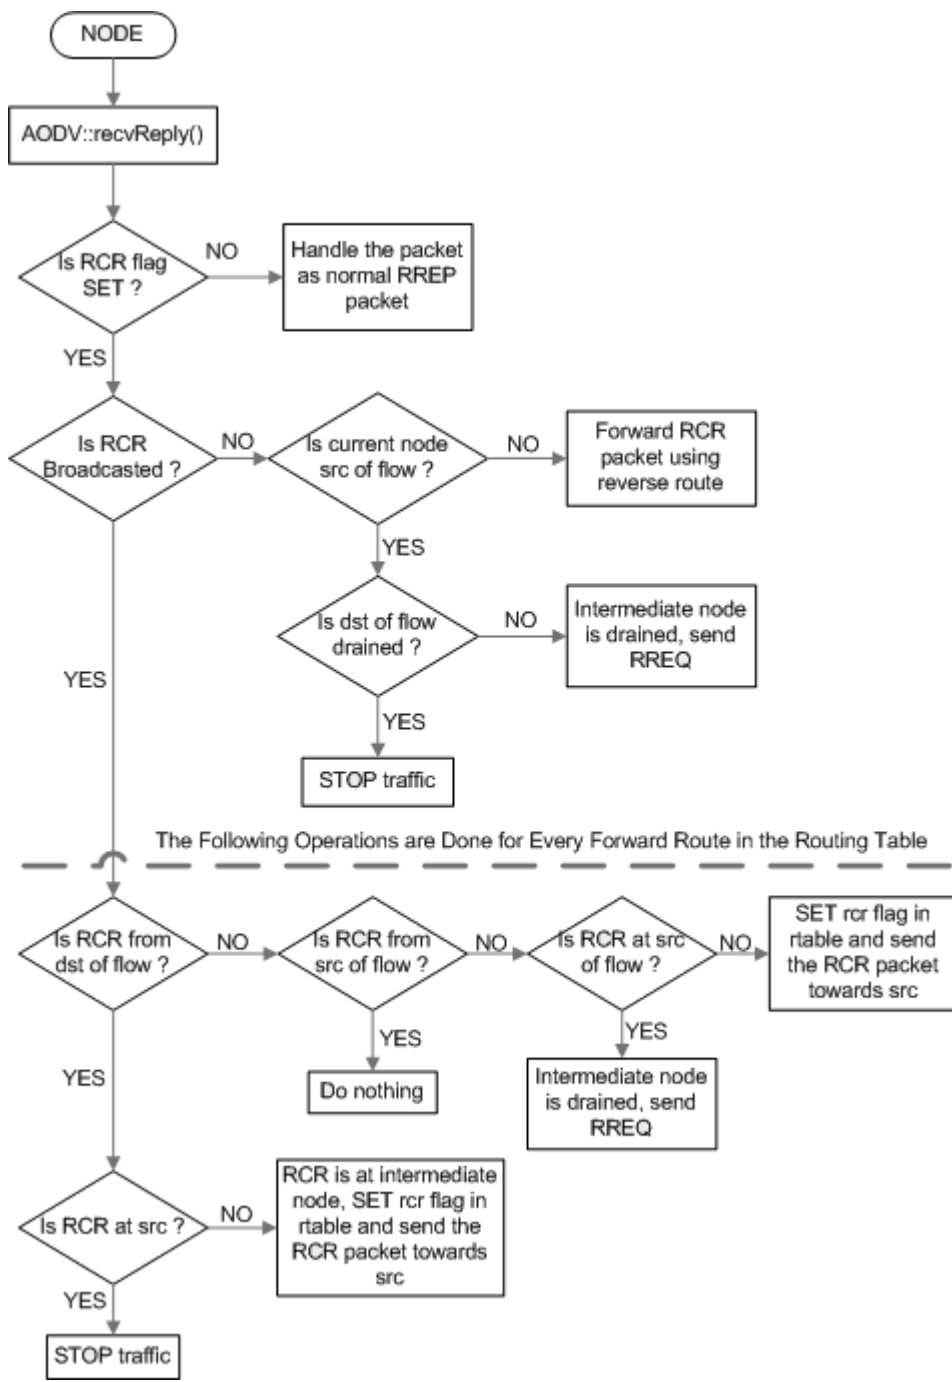 NODE
AODV::recvReply()
Is RCR flag
SET ?
NO
Handle the packet
as normal RREP
packet
YES
Is RCR
Broadcasted ?
NO
Is current node
src of flow ?
NO
Forward RCR
packet using
reverse route
YES
Is dst of flow
drained ?
NO
Intermediate node
is drained, send
RREQ
YES
YES
STOP traffic
The Following Operations are Done for Every Forward Route in the Routing Table
Is RCR from
dst of flow ?
NO
Is RCR from
src of flow ?
NO
Is RCR at src
of flow ?
NO
SET rcr flag in
rtable and send
the RCR packet
towards src
YES
Do nothing
YES
Intermediate node
is drained, send
RREQ
YES
Is RCR at src ?
NO
RCR is at intermediate
node, SET rcr flag in
rtable and send the
RCR packet towards
src
YES
STOP traffic